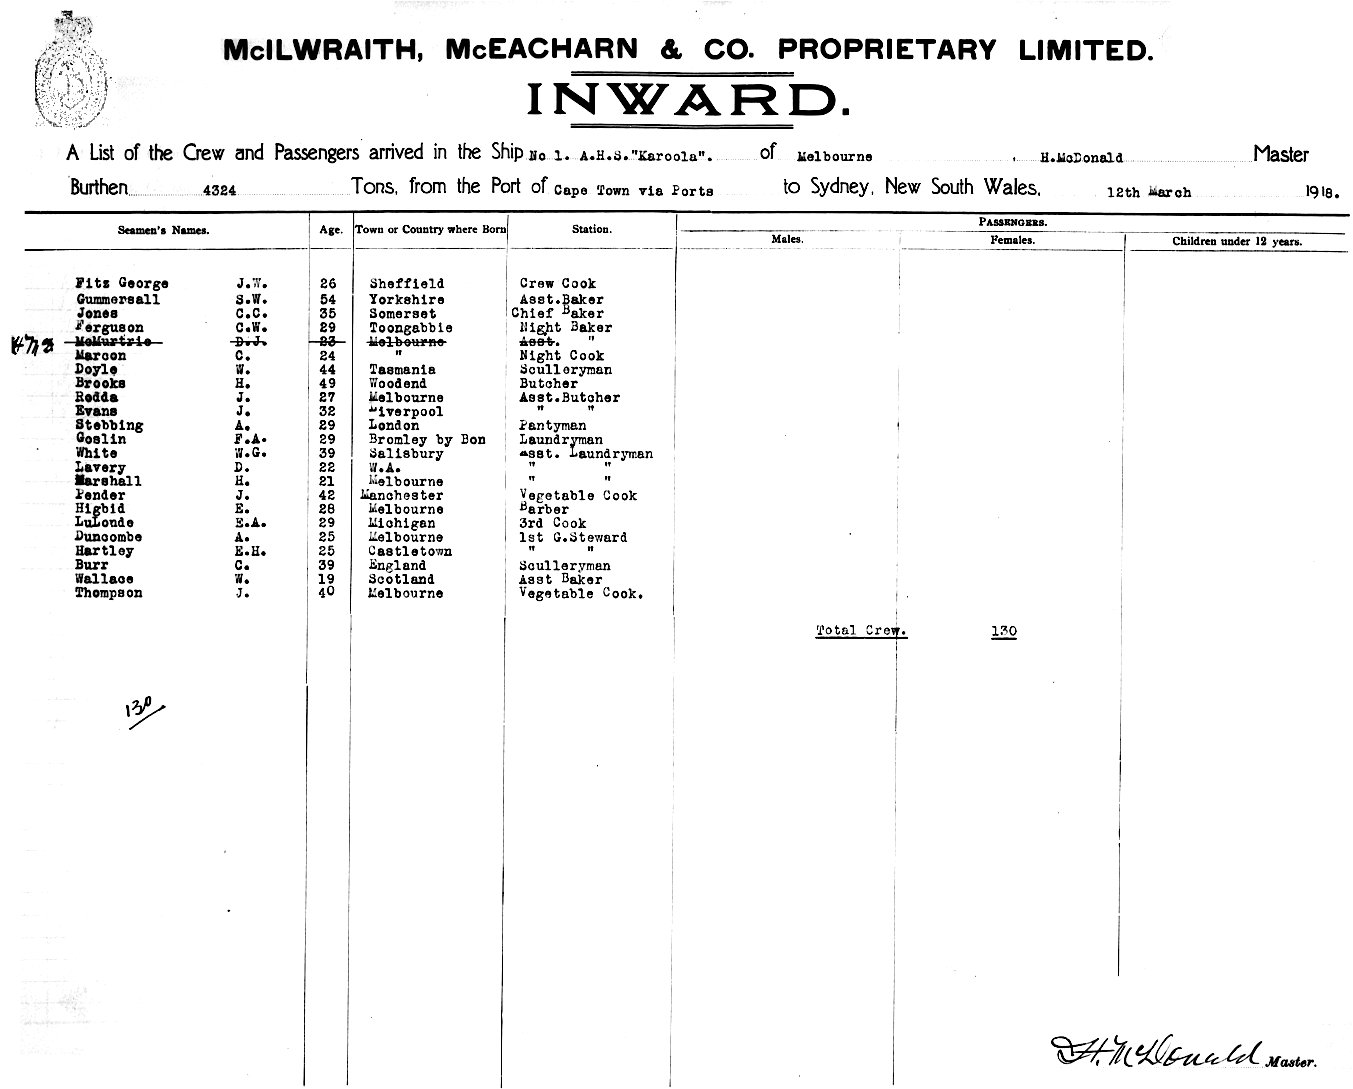 McILWRAITH, McEACHARN & CO. PROPRIETARY LIMITED.
INWARD.
A List of the Crew and Passengers arrived in the Ship No 1. A.H.S."Karoola". of Melbourne , H.McDonald Master
Burthen 4324 Tons, from the Port of Cape Town via Ports to Sydney, New South Wales, 12th March 1918.
Seamen's Names. Age. Town or Country where Born Station. PASSENGERS.
Males. Females. Children under 12 years.
Fitz George J.W. 26 Sheffield Crew Cook
Gummersall S.W. 54 Yorkshire Asst.Baker
Jones C.C. 35 Somerset Chief Baker
Ferguson C.W. 29 Toongabbie Night Baker
McMurtrie D.J. 23 Melbourne Asst. "
Marcon C. 24 " Night Cook
Doyle W. 44 Tasmania Sculleryman
Brooks H. 49 Woodend Butcher
Redda J. 27 Melbourne Asst.Butcher
Evans J. 32 Liverpool " "
Stebbing A. 29 London Pantyman
Goslin F.A. 29 Bromley by Bon Laundryman
White W.G. 39 Salisbury Asst. Laundryman
Lavery D. 22 W.A. " "
Marshall H. 21 Melbourne " "
Pender J. 42 Manchester Vegetable Cook
Higbid E. 28 Melbourne Barber
LuLonde E.A. 29 Michigan 3rd Cook
Duncombe A. 25 Melbourne 1st G.Steward
Hartley E.H. 25 Castletown " "
Burr C. 39 England Sculleryman
Wallace W. 19 Scotland Asst Baker
Thompson J. 40 Melbourne Vegetable Cook.
Total Crew. 130
130
H. McDonald Master.